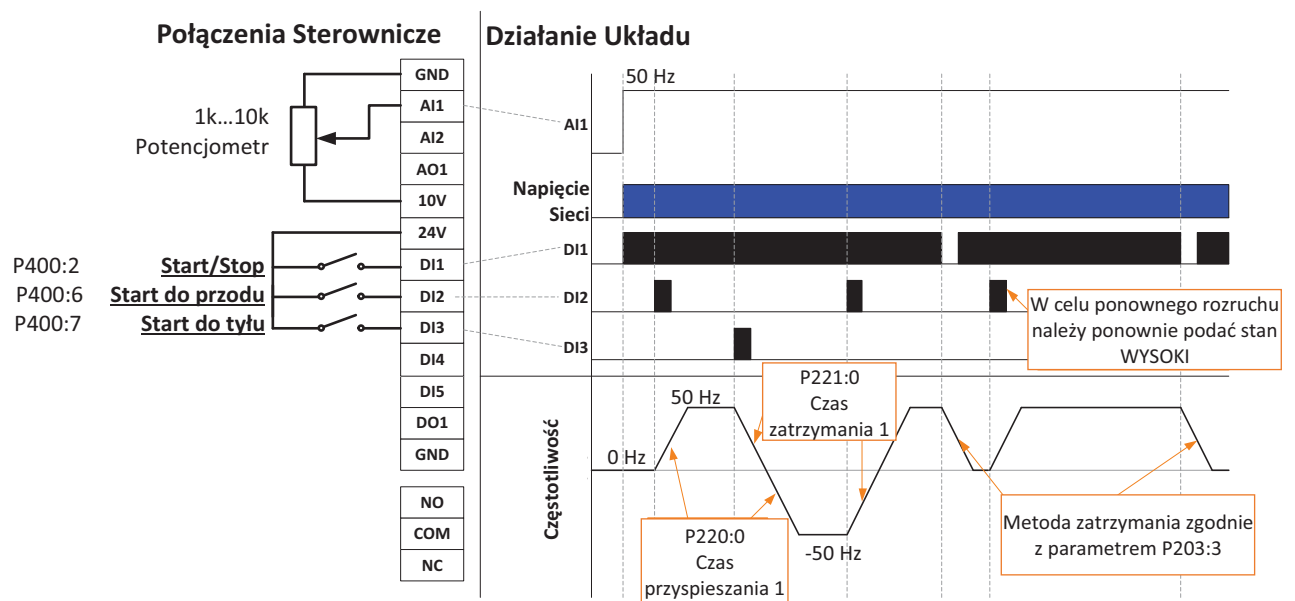 Połączenia Sterownicze
Działanie Układu
1k...10k
Potencjometr
GND
AI1
AI2
AO1
10V
24V
P400:2 Start/Stop DI1
P400:6 Start do przodu DI2
P400:7 Start do tyłu DI3
DI4
DI5
DO1
GND
NO
COM
NC
50 Hz
AI1
Napięcie
Sieci
DI1
DI2
DI3
W celu ponownego rozruchu
należy ponownie podać stan
WYSOKI
Częstotliwość
50 Hz
0 Hz
-50 Hz
P221:0
Czas
zatrzymania 1
P220:0
Czas
przyspieszania 1
Metoda zatrzymania zgodnie
z parametrem P203:3